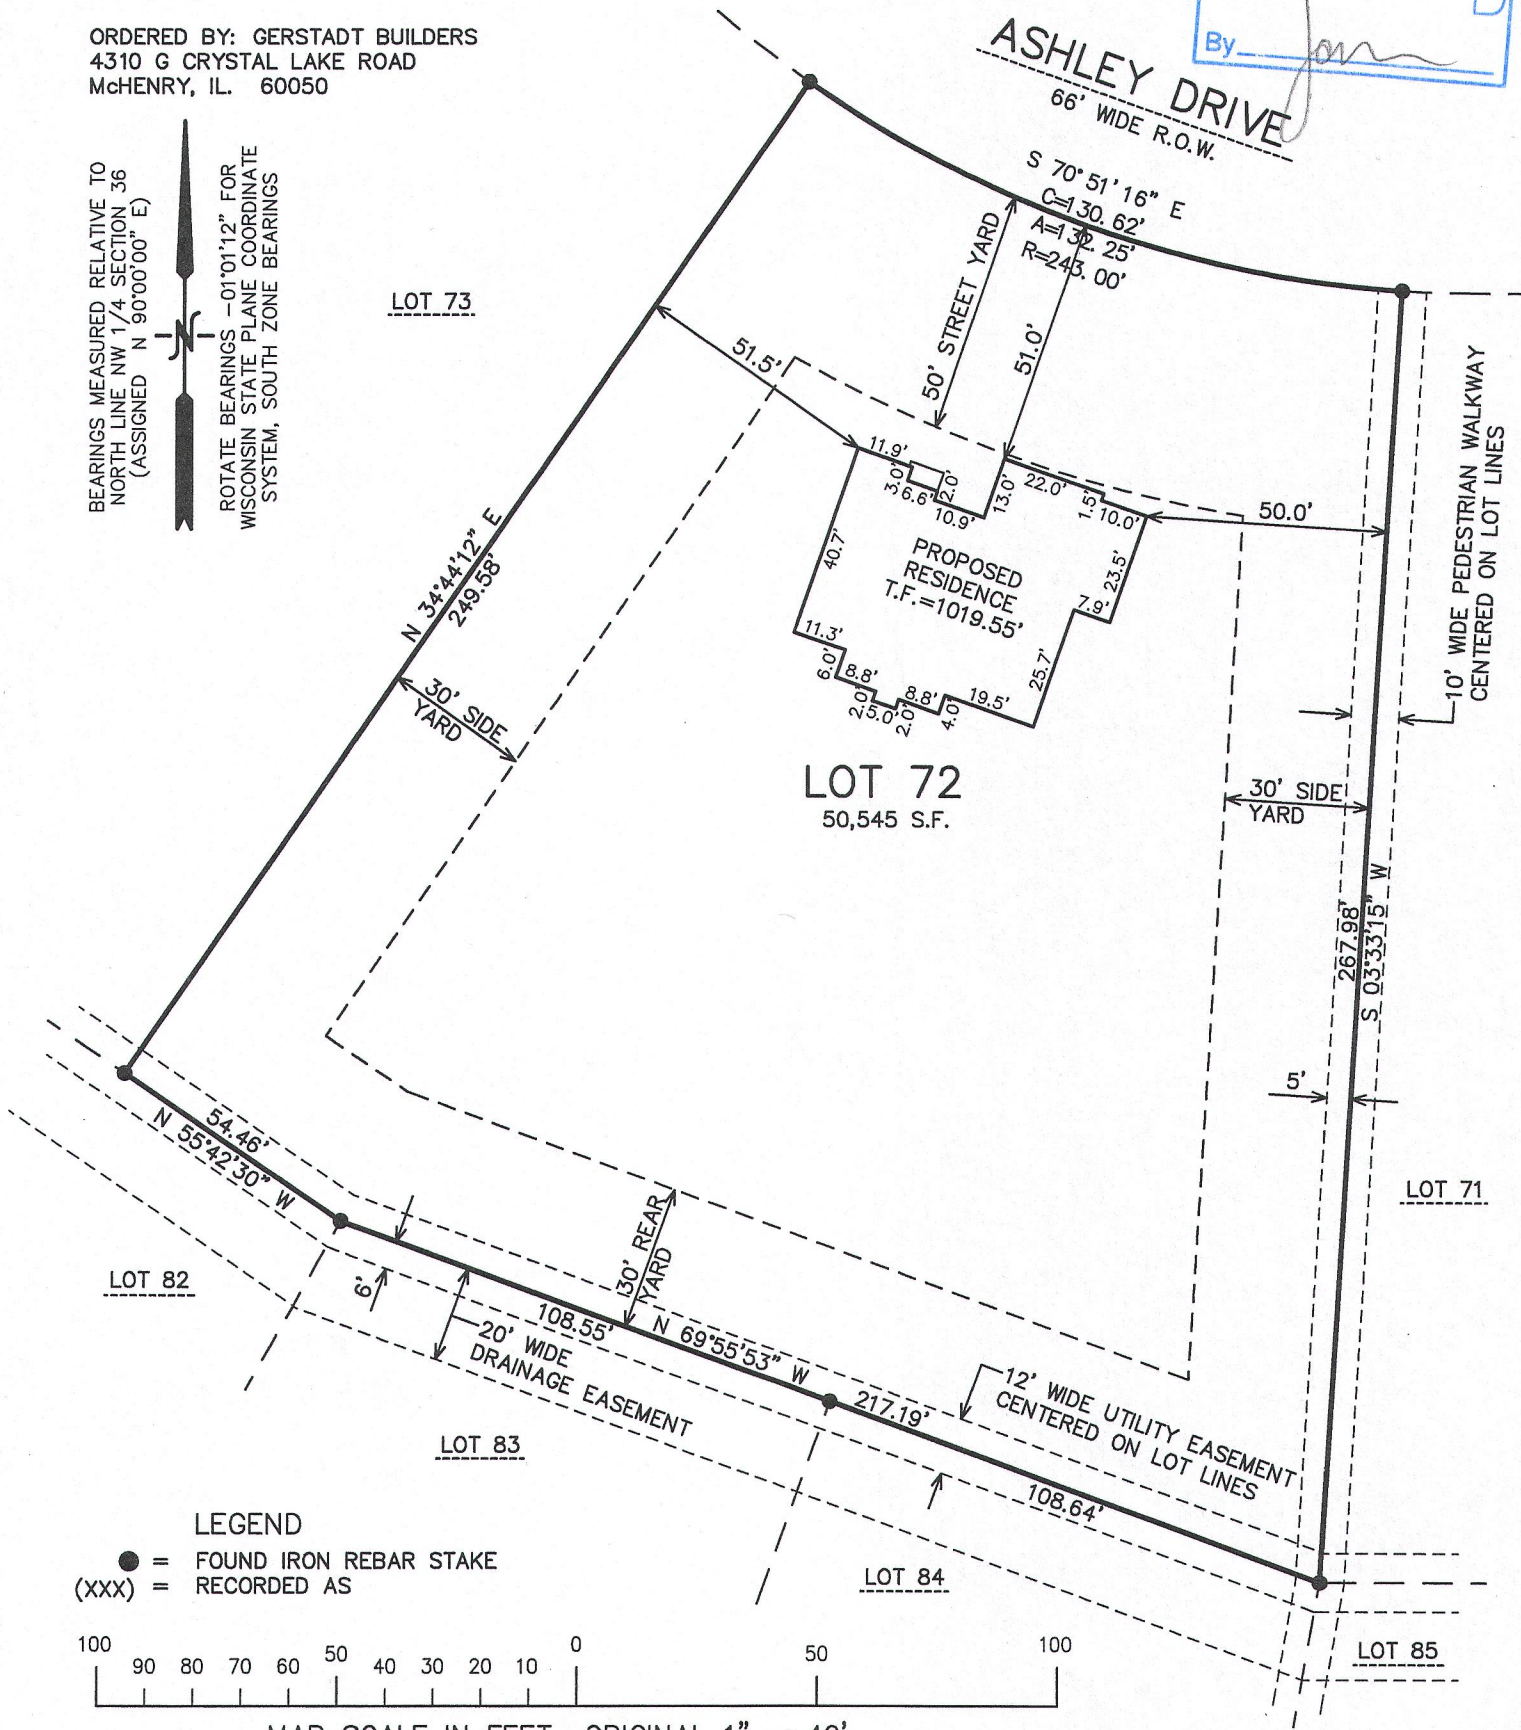 ORDERED BY: GERSTADT BUILDERS
4310 G CRYSTAL LAKE ROAD
McHENRY, IL. 60050
By
ASHLEY DRIVE
66' WIDE R.O.W.
S 70°51'16" E
C=130.62'
A=132.25'
R=243.00'
BEARINGS MEASURED RELATIVE TO
NORTH LINE NW 1/4 SECTION 36
(ASSIGNED N 90°00'00" E)
N
ROTATE BEARINGS -01°01'12" FOR
WISCONSIN STATE PLANE COORDINATE
SYSTEM, SOUTH ZONE BEARINGS
LOT 73
51.5'
50' STREET YARD
51.0'
10' WIDE PEDESTRIAN WALKWAY
CENTERED ON LOT LINES
11.9'
3.0'
6.6'
2.0'
10.9'
13.0'
22.0'
1.5'
10.0'
50.0'
40.7'
PROPOSED
RESIDENCE
T.F.=1019.55'
23.5'
7.9'
25.7'
11.3'
6.0'
8.8'
2.0'
5.0'
2.0'
8.8'
4.0'
19.5'
N 34°44'12" E
249.58'
30' SIDE
YARD
LOT 72
50,545 S.F.
30' SIDE
YARD
267.98'
S 03°33'15" W
5'
LOT 71
54.46'
N 55°42'30" W
30' REAR
YARD
LOT 82
6'
108.55'
N 69°55'53" W
217.19'
20' WIDE
DRAINAGE EASEMENT
12' WIDE UTILITY EASEMENT
CENTERED ON LOT LINES
LOT 83
108.64'
LOT 84
LOT 85
LEGEND
= FOUND IRON REBAR STAKE
(XXX) = RECORDED AS
100 90 80 70 60 50 40 30 20 10 0 50 100
MAP SCALE IN FEET ORIGINAL 1" = 40'